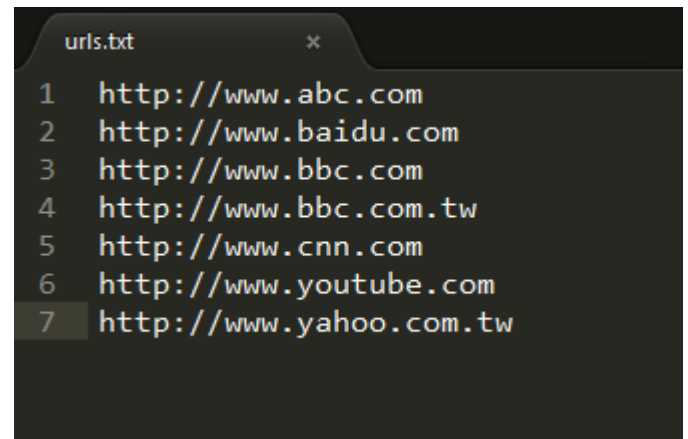 urls.txt ×
1 http://www.abc.com
2 http://www.baidu.com
3 http://www.bbc.com
4 http://www.bbc.com.tw
5 http://www.cnn.com
6 http://www.youtube.com
7 http://www.yahoo.com.tw